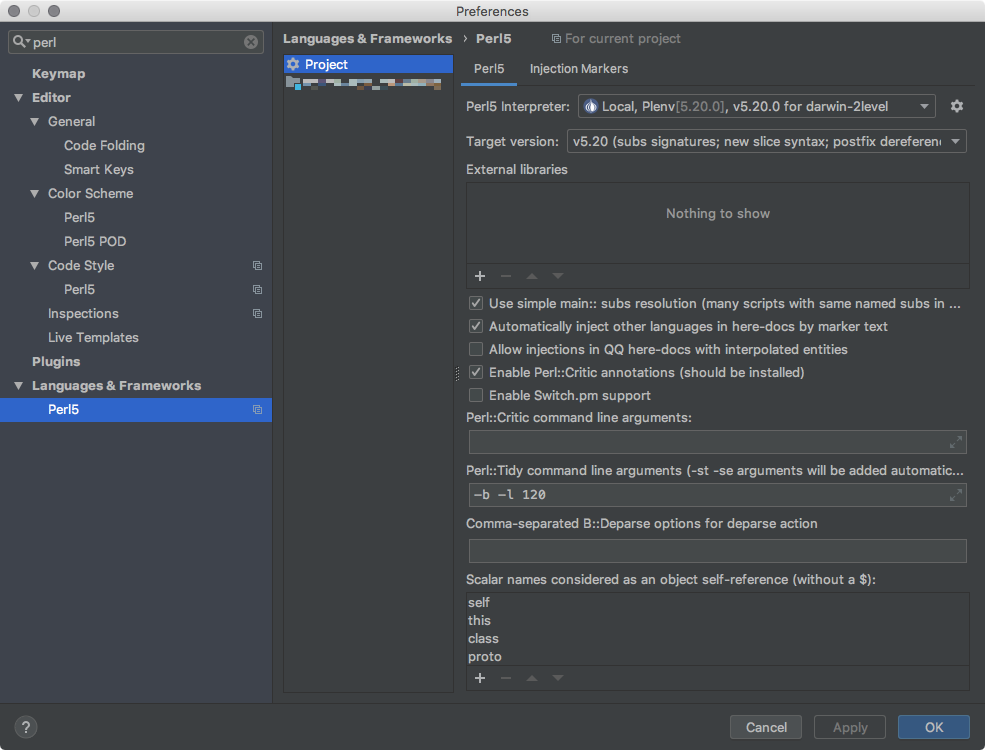 Preferences
perl
Keymap
Editor
General
Code Folding
Smart Keys
Color Scheme
Perl5
Perl5 POD
Code Style
Perl5
Inspections
Live Templates
Plugins
Languages & Frameworks
Perl5
Languages & Frameworks › Perl5
For current project
Project
Perl5
Injection Markers
Perl5 Interpreter: Local, Plenv[5.20.0], v5.20.0 for darwin-2level
Target version: v5.20 (subs signatures; new slice syntax; postfix dereferen
External libraries
Nothing to show
Use simple main:: subs resolution (many scripts with same named subs in ...
Automatically inject other languages in here-docs by marker text
Allow injections in QQ here-docs with interpolated entities
Enable Perl::Critic annotations (should be installed)
Enable Switch.pm support
Perl::Critic command line arguments:
Perl::Tidy command line arguments (-st -se arguments will be added automatic...
-b -l 120
Comma-separated B::Deparse options for deparse action
Scalar names considered as an object self-reference (without a $):
self
this
class
proto
?
Cancel
Apply
OK